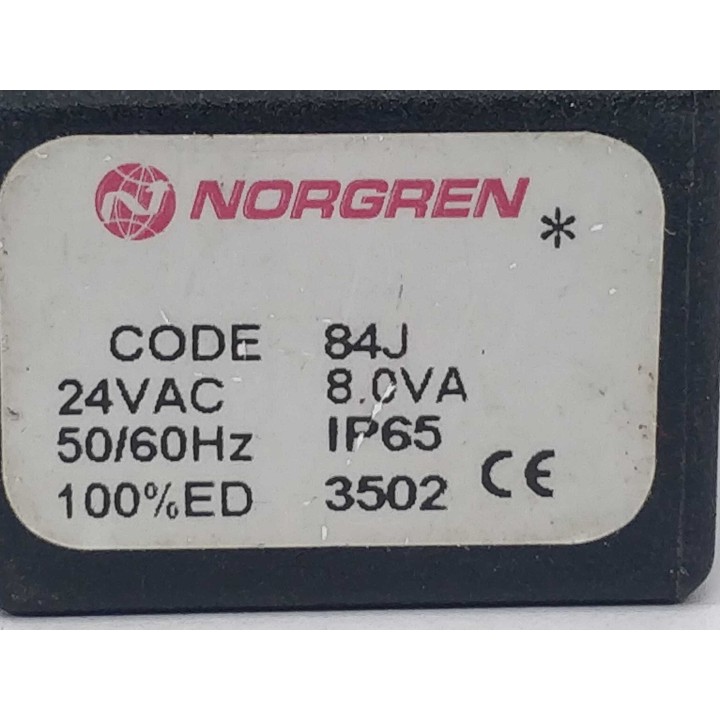 NORGREN *
CODE 84J
24VAC 8.0VA
50/60Hz IP65
100%ED 3502 CE